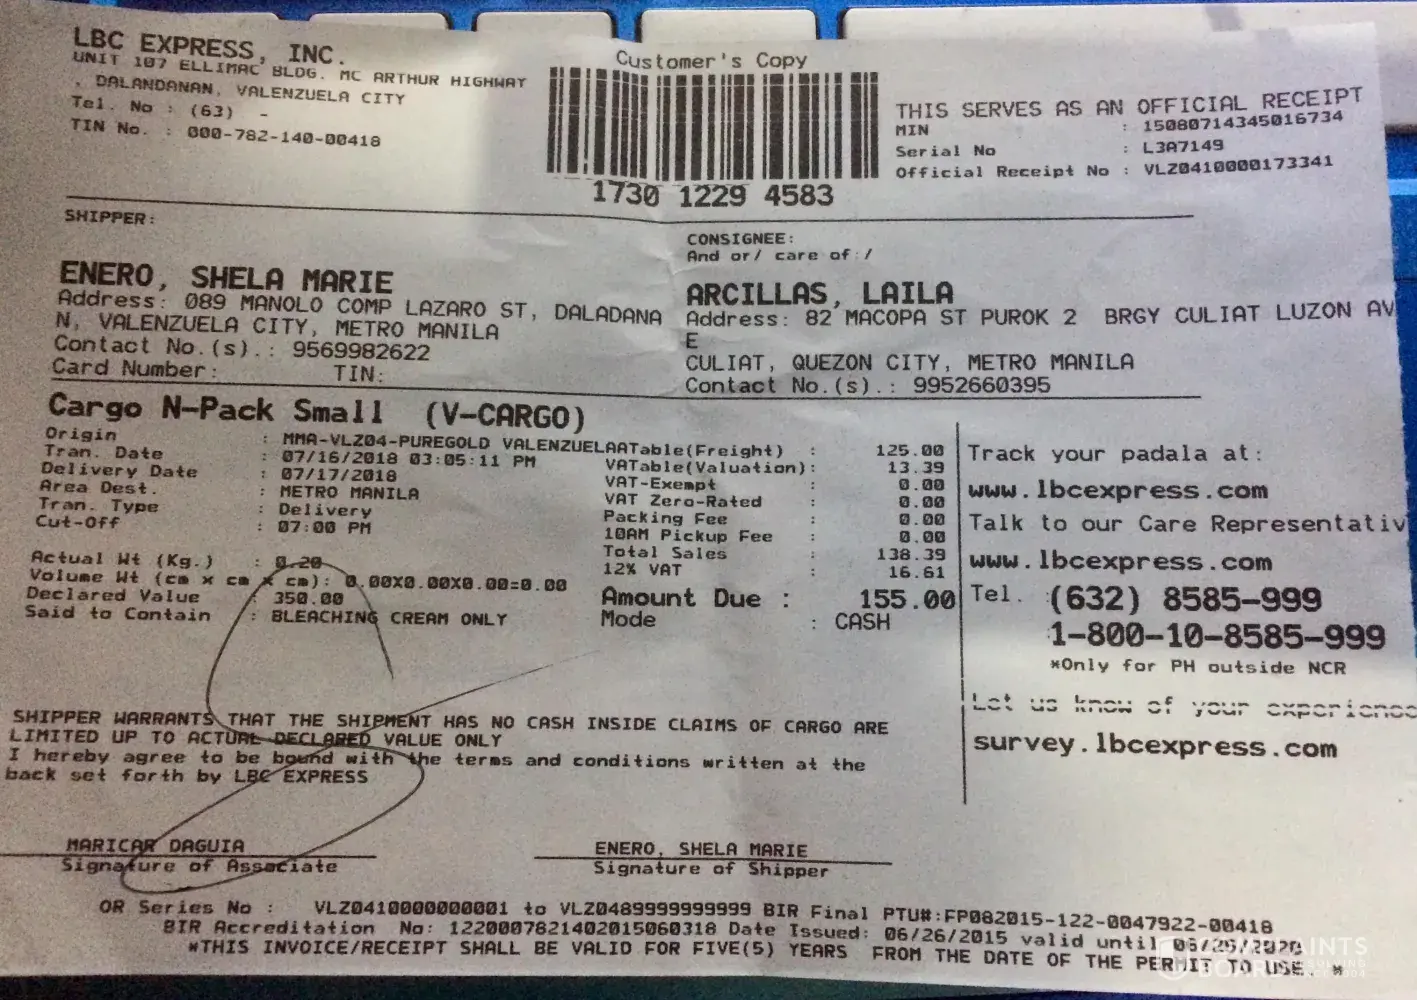 LBC EXPRESS, INC.
UNIT 107 ELLIMAC BLDG. MC ARTHUR HIGHWAY
, DALANDANAN, VALENZUELA CITY
Tel. No : (63) -
TIN No. : 000-782-140-00418
Customer's Copy
1730 1229 4583
THIS SERVES AS AN OFFICIAL RECEIPT
MIN : 15080714345016734
Serial No : L3A7149
Official Receipt No : VLZ0410000173341
SHIPPER:
ENERO, SHELA MARIE
Address: 089 MANOLO COMP LAZARO ST, DALADANA
N, VALENZUELA CITY, METRO MANILA
Contact No.(s).: 9569982622
Card Number: TIN:
CONSIGNEE:
And or/ care of:/
ARCILLAS, LAILA
Address: 82 MACOPA ST PUROK 2 BRGY CULIAT LUZON AV
E
CULIAT, QUEZON CITY, METRO MANILA
Contact No.(s).: 9952660395
Cargo N-Pack Small (V-CARGO)
Origin : MMA-VLZ04-PUREGOLD VALENZUELA
Tran. Date : 07/16/2018 03:05:11 PM
Delivery Date : 07/17/2018
Area Dest. : METRO MANILA
Tran. Type : Delivery
Cut-Off : 07:00 PM
Actual Wt (Kg.) : 0.20
Volume Wt (cm x cm x cm): 0.00X0.00X0.00=0.00
Declared Value : 350.00
Said to Contain : BLEACHING CREAM ONLY
ATable(Freight) : 125.00
VATable(Valuation): 13.39
VAT-Exempt : 0.00
VAT Zero-Rated : 0.00
Packing Fee : 0.00
10AM Pickup Fee : 0.00
Total Sales : 138.39
12% VAT : 16.61
Amount Due : 155.00
Mode : CASH
Track your padala at:
www.lbcexpress.com
Talk to our Care Representativ
www.lbcexpress.com
Tel. (632) 8585-999
1-800-10-8585-999
*Only for PH outside NCR
Let us know of your experience
survey.lbcexpress.com
SHIPPER WARRANTS THAT THE SHIPMENT HAS NO CASH INSIDE CLAIMS OF CARGO ARE
LIMITED UP TO ACTUAL DECLARED VALUE ONLY
I hereby agree to be bound with the terms and conditions written at the
back set forth by LBC EXPRESS
MARICAR DAGUIA
Signature of Associate
ENERO, SHELA MARIE
Signature of Shipper
OR Series No : VLZ0410000000001 to VLZ0489999999999 BIR Final PTU#:FP082015-122-0047922-00418
BIR Accreditation No: 12200078214020150​60318 Date Issued: 06/26/2015 valid until 06/26/2020
*THIS INVOICE/RECEIPT SHALL BE VALID FOR FIVE(5) YEARS FROM THE DATE OF THE PERMIT TO USE. *